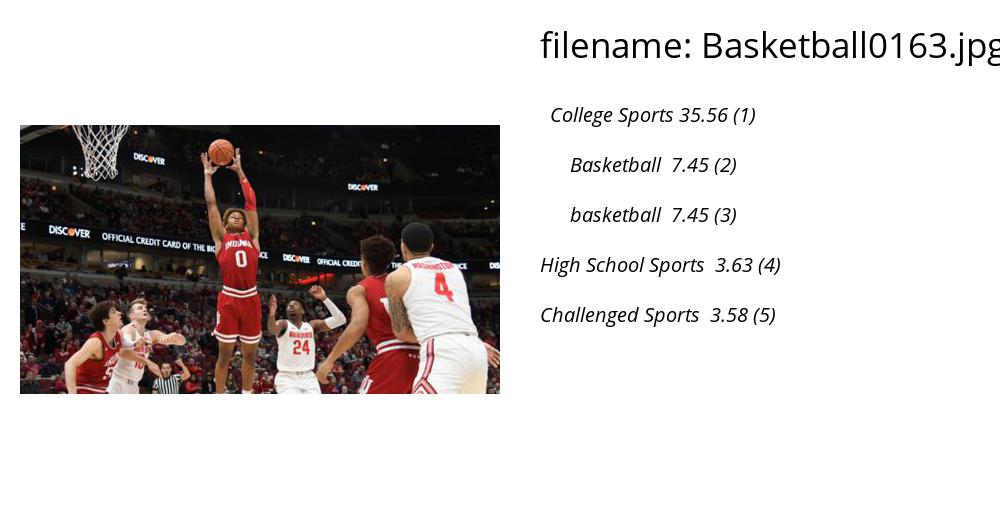 filename: Basketball0163.jpg
College Sports 35.56 (1)
Basketball 7.45 (2)
basketball 7.45 (3)
High School Sports 3.63 (4)
Challenged Sports 3.58 (5)
DISCOVER
DISCOVER
DISCOVER OFFICIAL CREDIT CARD OF THE BIG
DISCOVER OFFICIAL CREDIT
INDIANA
0
WASHINGTON
4
24